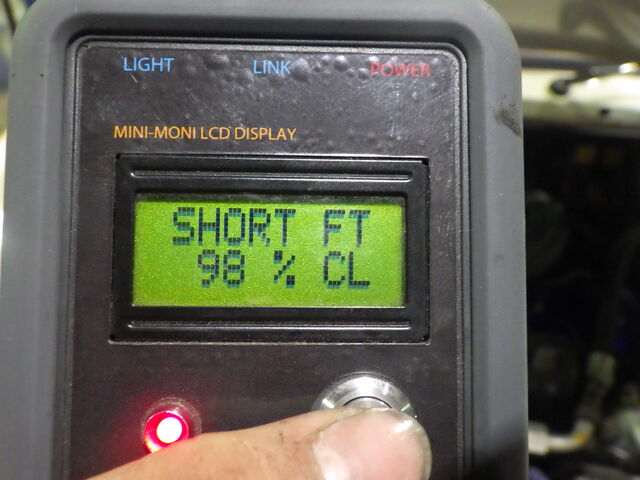 LIGHT LINK POWER
MINI-MONI LCD DISPLAY
SHORT FT
98 % CL